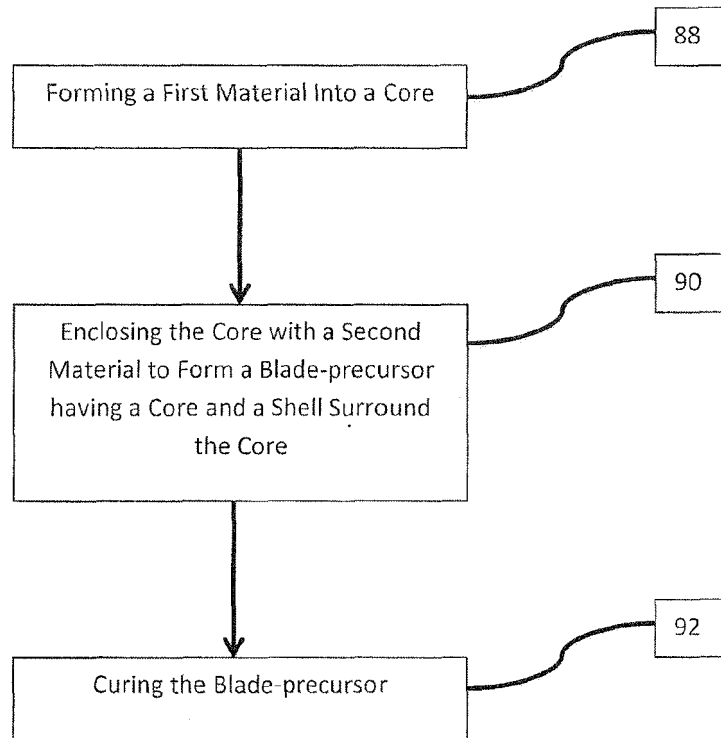 88
Forming a First Material Into a Core
90
Enclosing the Core with a Second
Material to Form a Blade-precursor
having a Core and a Shell Surround
the Core
92
Curing the Blade-precursor